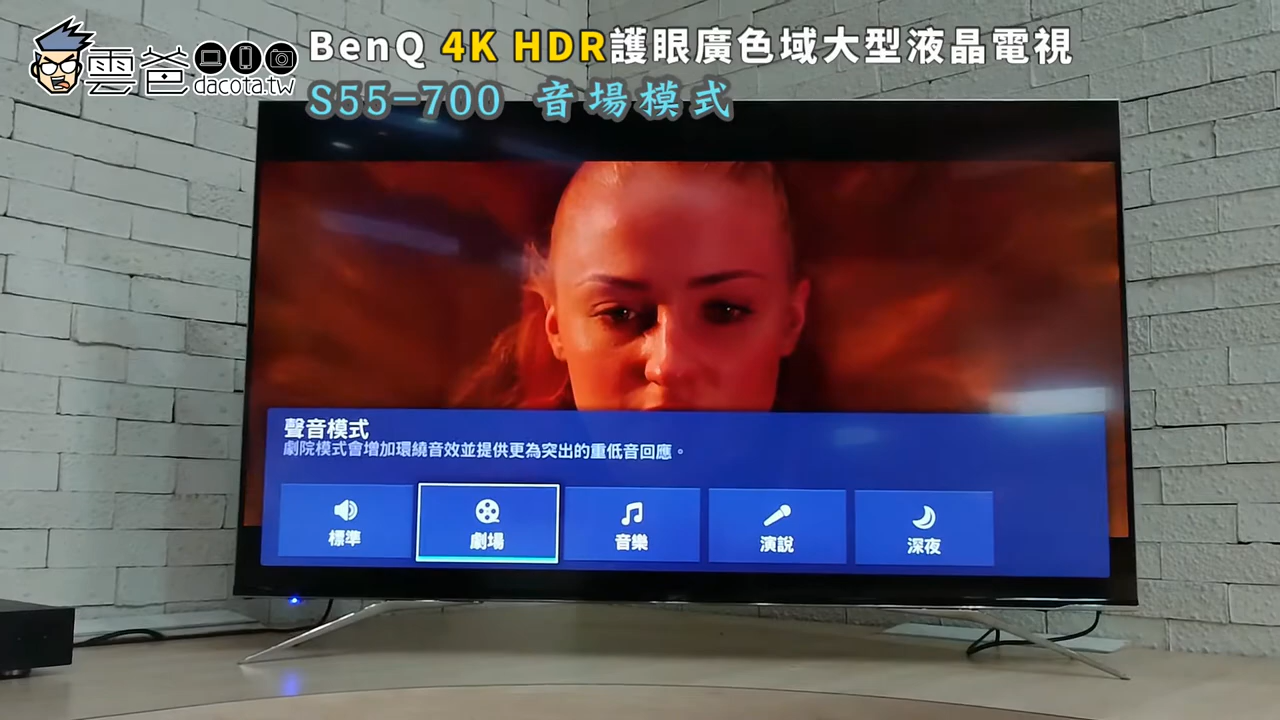 雲爸
dacota.tw
BenQ 4K HDR護眼廣色域大型液晶電視
S55-700 音場模式
聲音模式
劇院模式會增加環繞音效並提供更為突出的重低音回應。
標準
劇場
音樂
演說
深夜